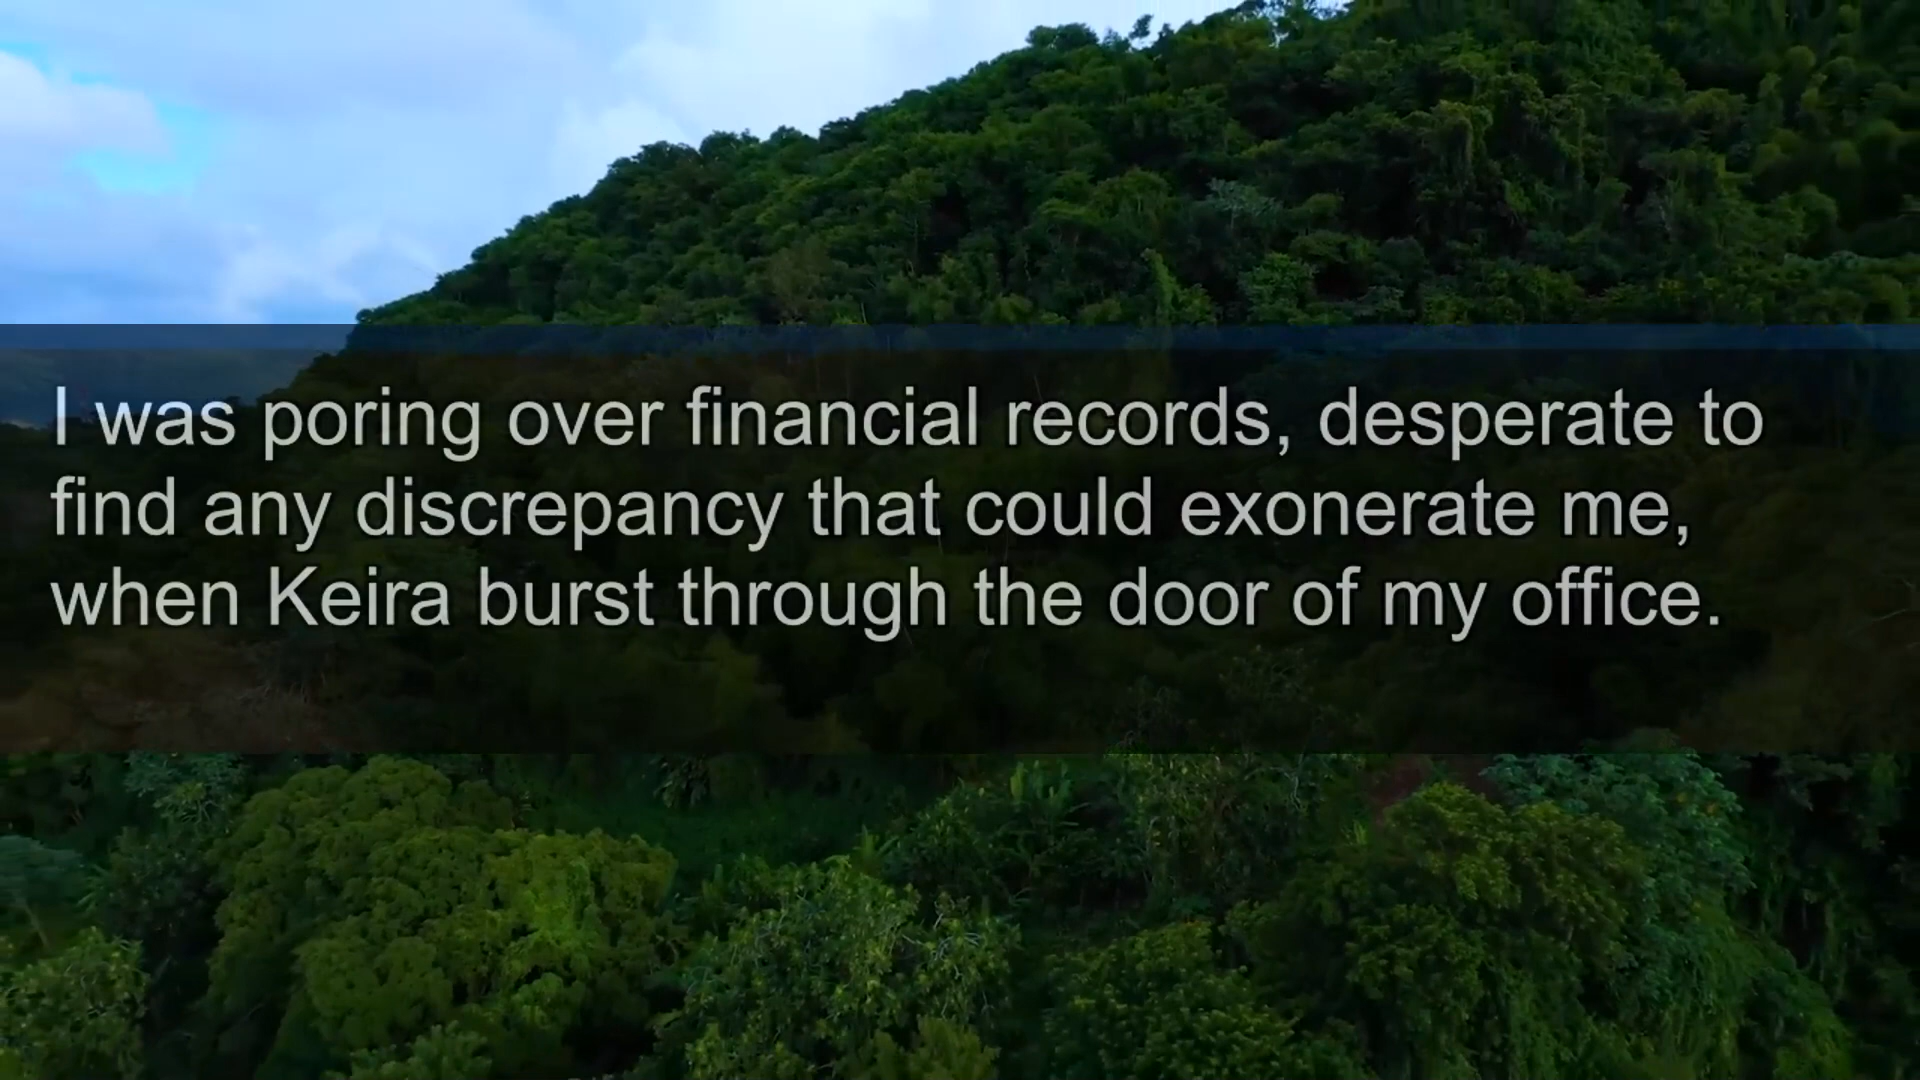 I was poring over financial records, desperate to
find any discrepancy that could exonerate me,
when Keira burst through the door of my office.